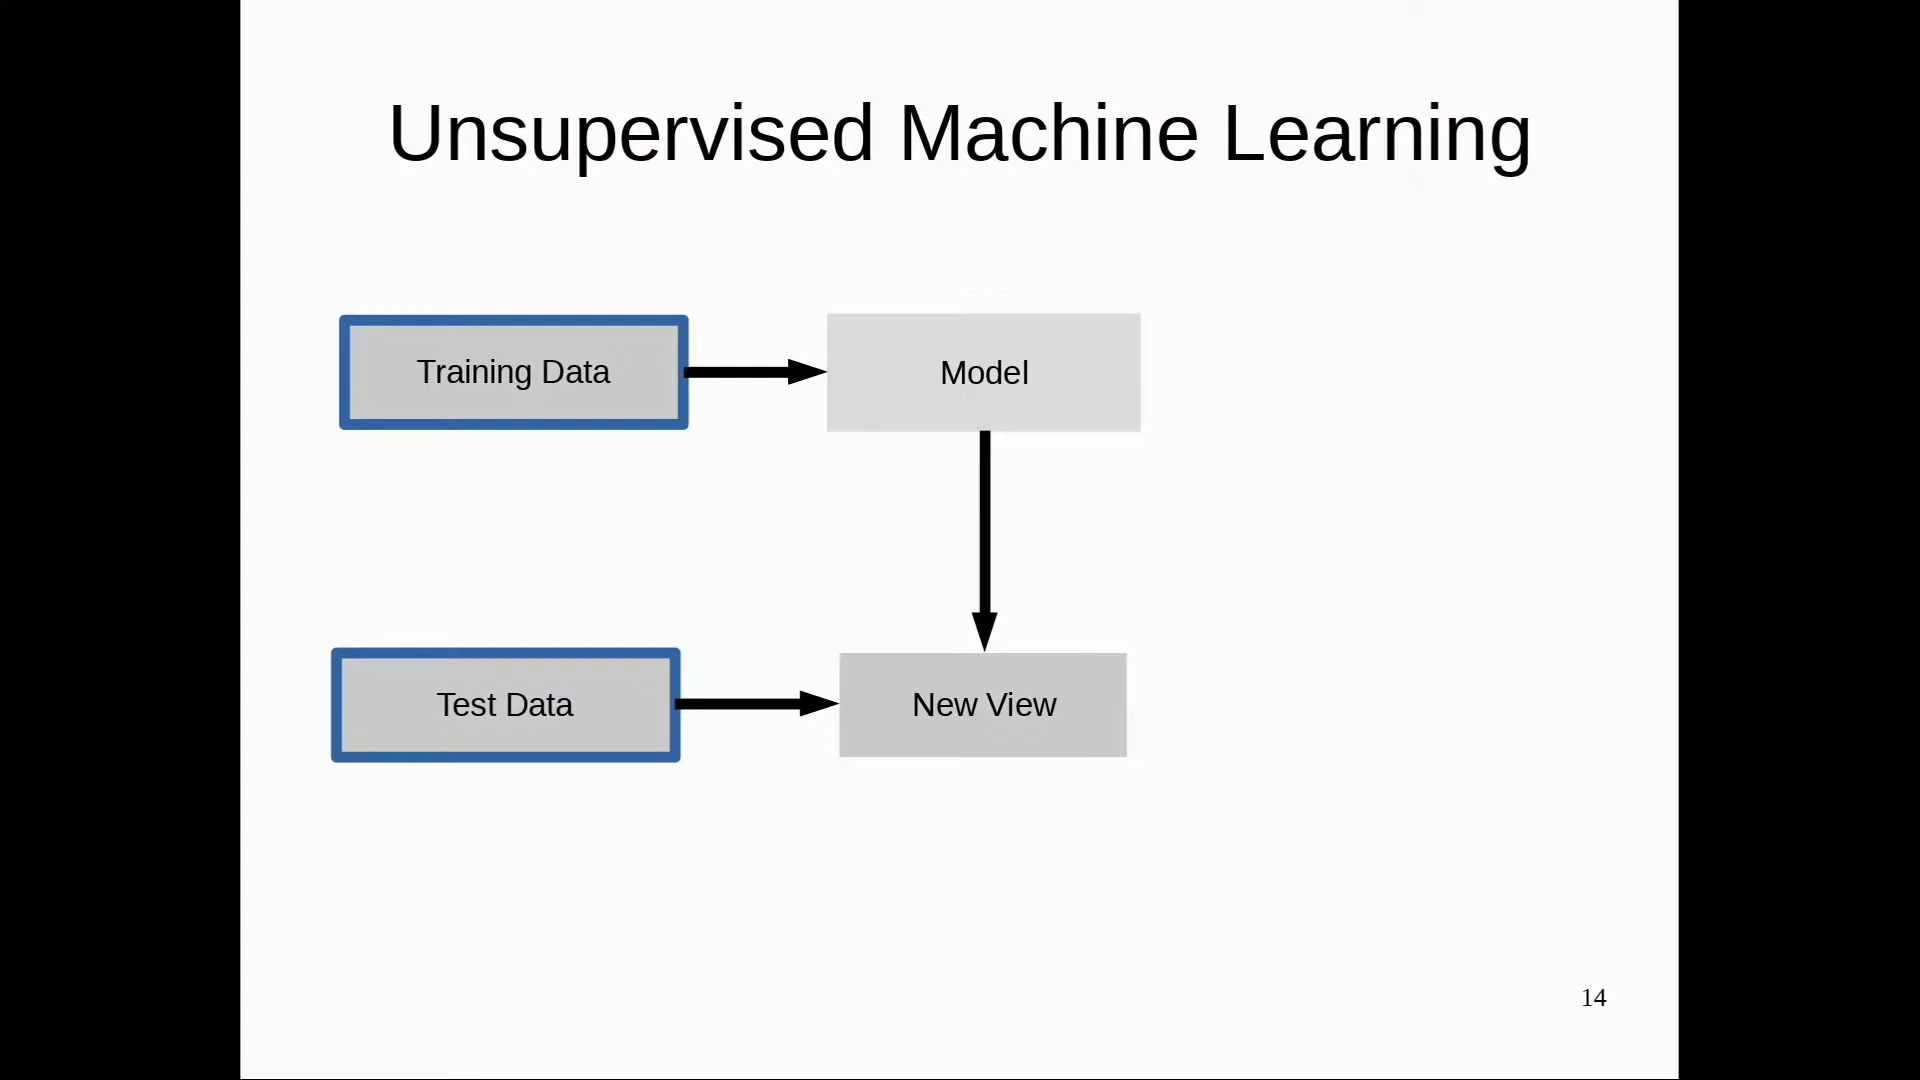 Unsupervised Machine Learning
Training Data
Model
Test Data
New View
14